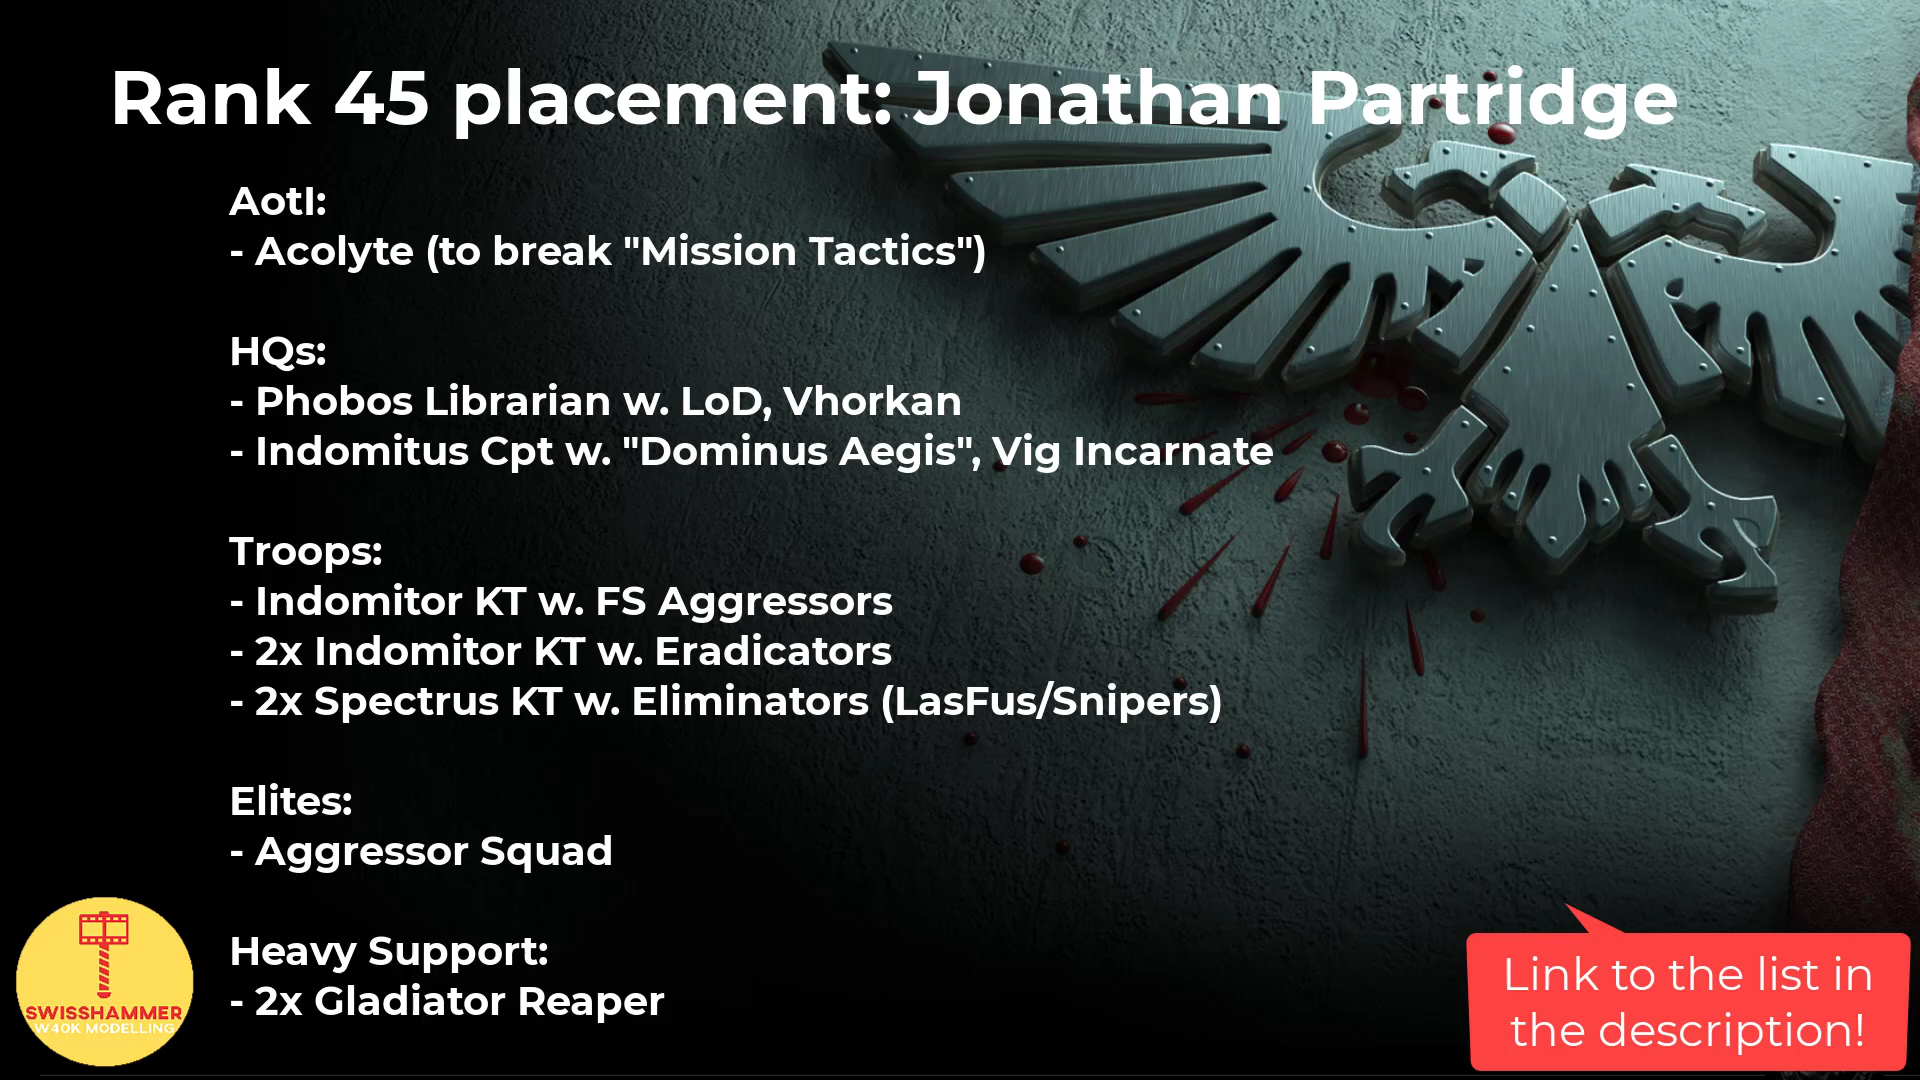 Rank 45 placement: Jonathan Partridge
AotI:
- Acolyte (to break "Mission Tactics")
HQs:
- Phobos Librarian w. LoD, Vhorkan
- Indomitus Cpt w. "Dominus Aegis", Vig Incarnate
Troops:
- Indomitor KT w. FS Aggressors
- 2x Indomitor KT w. Eradicators
- 2x Spectrus KT w. Eliminators (LasFus/Snipers)
Elites:
- Aggressor Squad
Heavy Support:
- 2x Gladiator Reaper
SWISSHAMMER
W40K MODELLING
Link to the list in
the description!